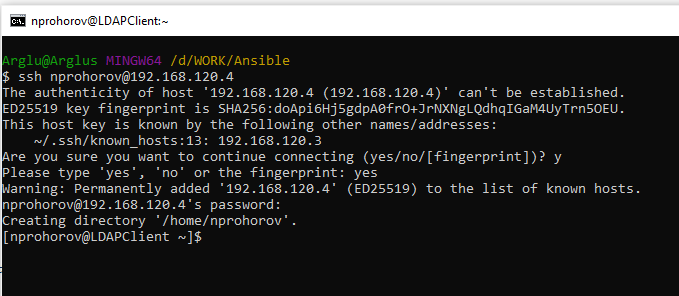 nprohorov@LDAPClient:~
Arglu@Arglus MINGW64 /d/WORK/Ansible
$ ssh nprohorov@192.168.120.4
The authenticity of host '192.168.120.4 (192.168.120.4)' can't be established.
ED25519 key fingerprint is SHA256:doApi6Hj5gdpA0frO+JrNXNgLQdhqIGaM4UyTrn5OEU.
This host key is known by the following other names/addresses:
    ~/.ssh/known_hosts:13: 192.168.120.3
Are you sure you want to continue connecting (yes/no/[fingerprint])? y
Please type 'yes', 'no' or the fingerprint: yes
Warning: Permanently added '192.168.120.4' (ED25519) to the list of known hosts.
nprohorov@192.168.120.4's password:
Creating directory '/home/nprohorov'.
[nprohorov@LDAPClient ~]$